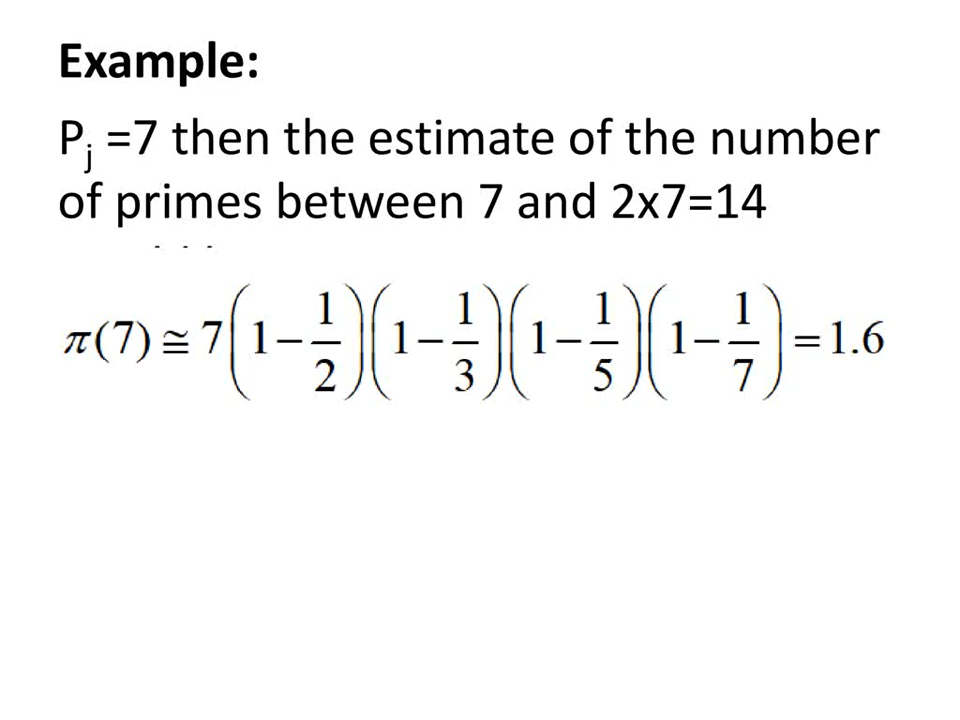 Example:
Pj =7 then the estimate of the number
of primes between 7 and 2x7=14
π(7) ≅ 7(1−1/2)(1−1/3)(1−1/5)(1−1/7) = 1.6